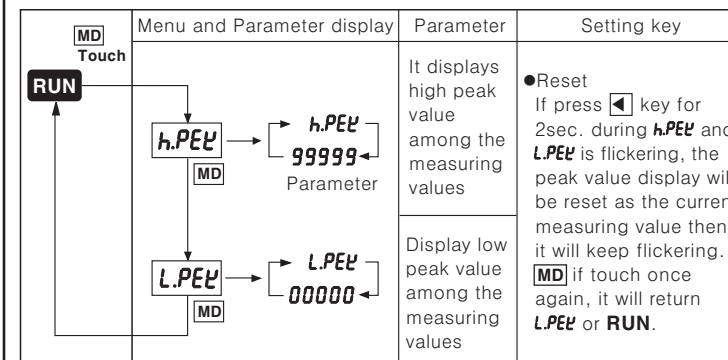 Menu and Parameter display
Parameter
Setting key
MD
Touch
RUN
h.PEK
MD
h.PEK
99999
Parameter
L.PEK
MD
L.PEK
00000
It displays
high peak
value
among the
measuring
values
Display low
peak value
among the
measuring
values
●Reset
If press ◀ key for
2sec. during h.PEK and
L.PEK is flickering, the
peak value display wil
be reset as the curren
measuring value then
it will keep flickering.
MD if touch once
again, it will return
L.PEK or RUN.